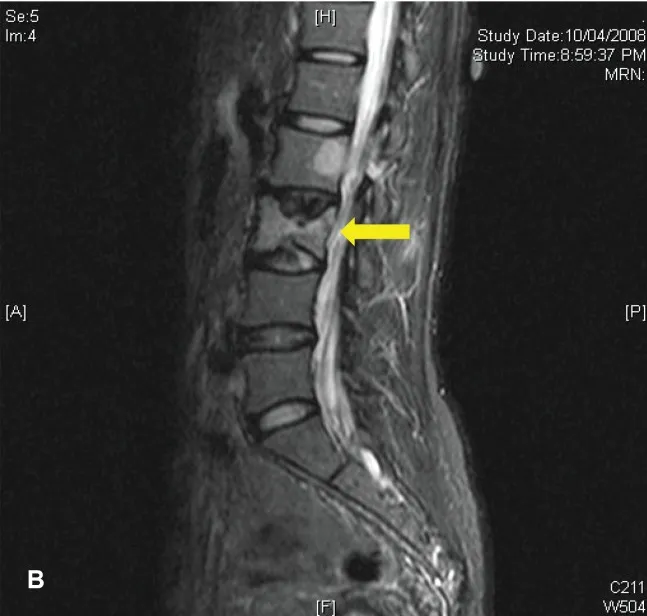 Se:5
Im:4
[H]
.
Study Date:10/04/2008
Study Time:8:59:37 PM
MRN:
[A]
[P]
B
[F]
C211
W504